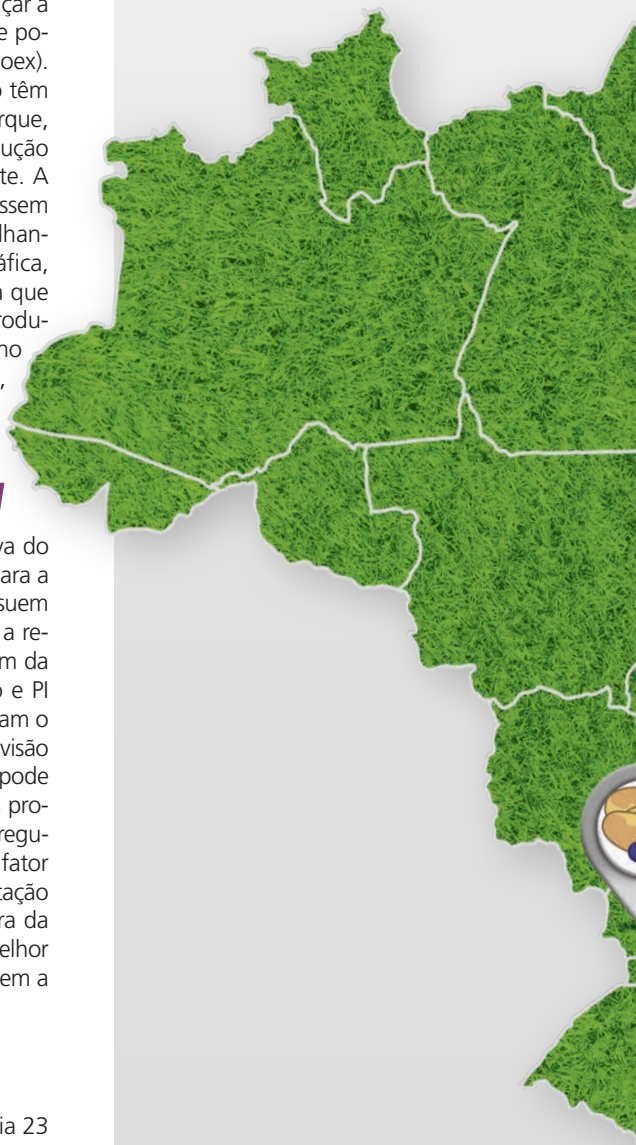 çar a
e po-
oex).
o têm
rque,
ução
te. A
ssem
lhan-
áfica,
a que
rodu-
no
,
va do
ara a
suem
a re-
m da
o e PI
am o
visão
pode
pro-
regu-
fator
tação
ra da
elhor
em a
ia 23